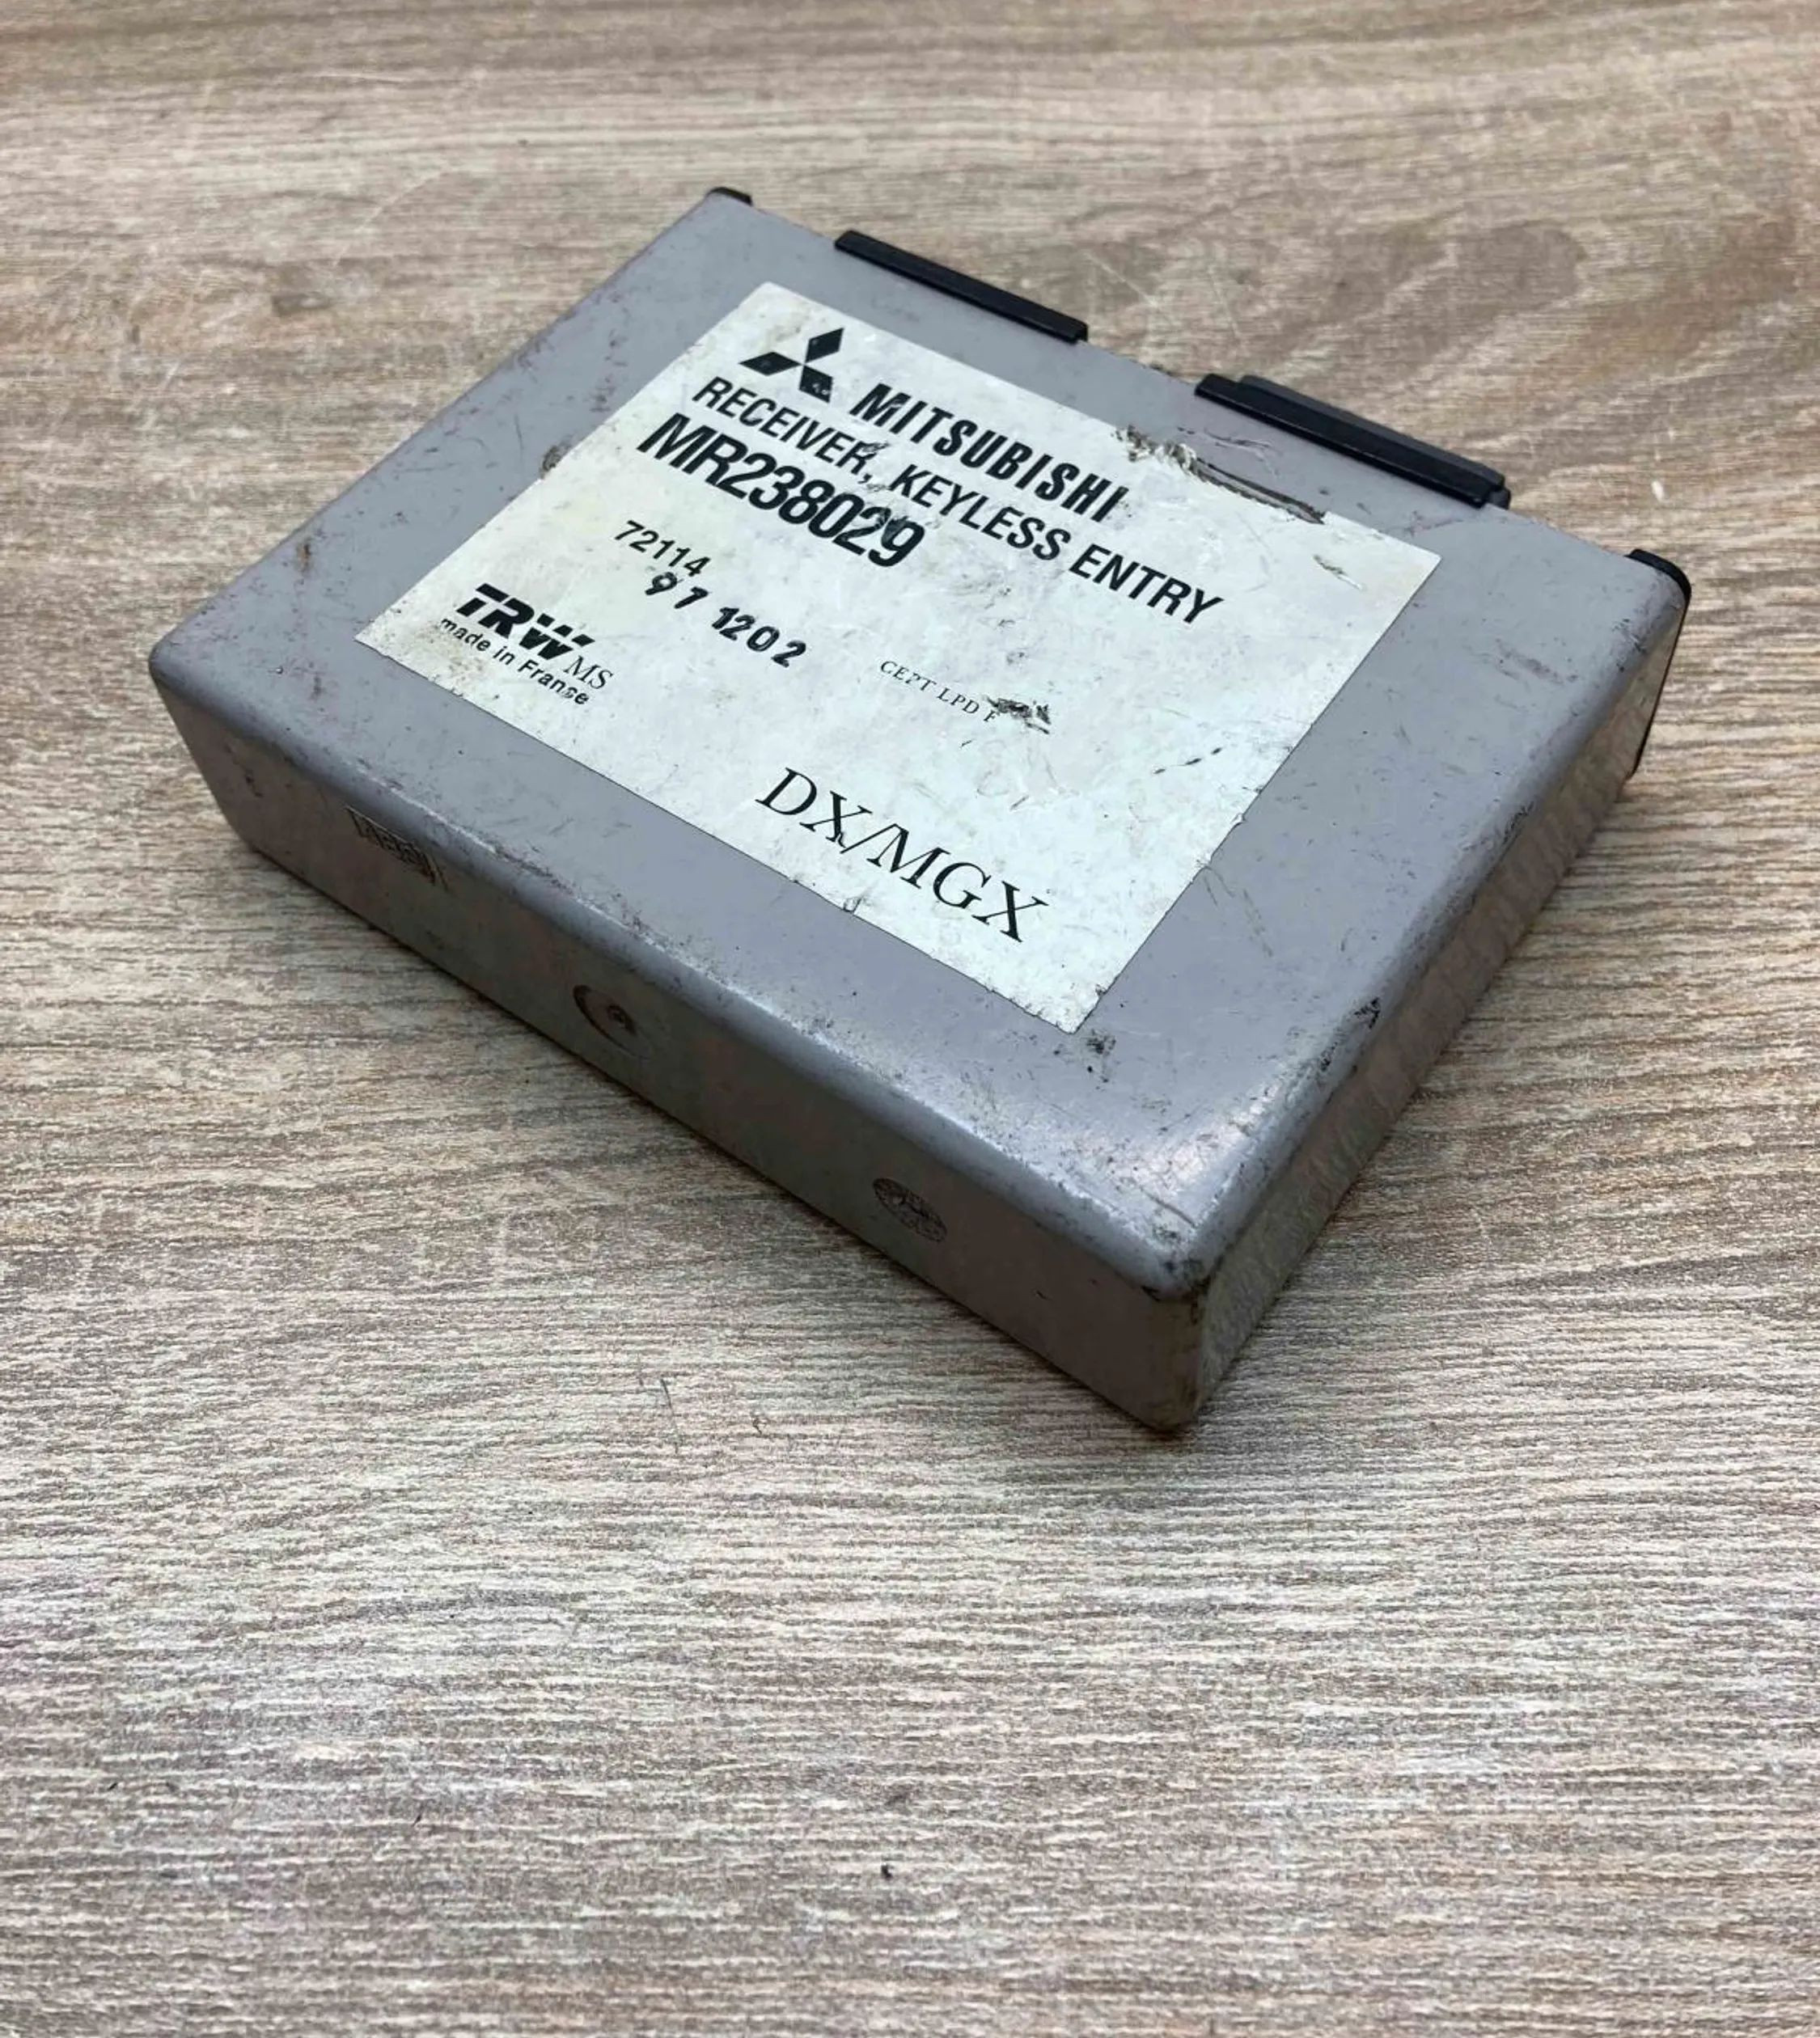 MITSUBISHI
RECEIVER, KEYLESS ENTRY
MR238029
72114
97 1202
TRW MS
made in France
CEPT LPD F
DX/MGX